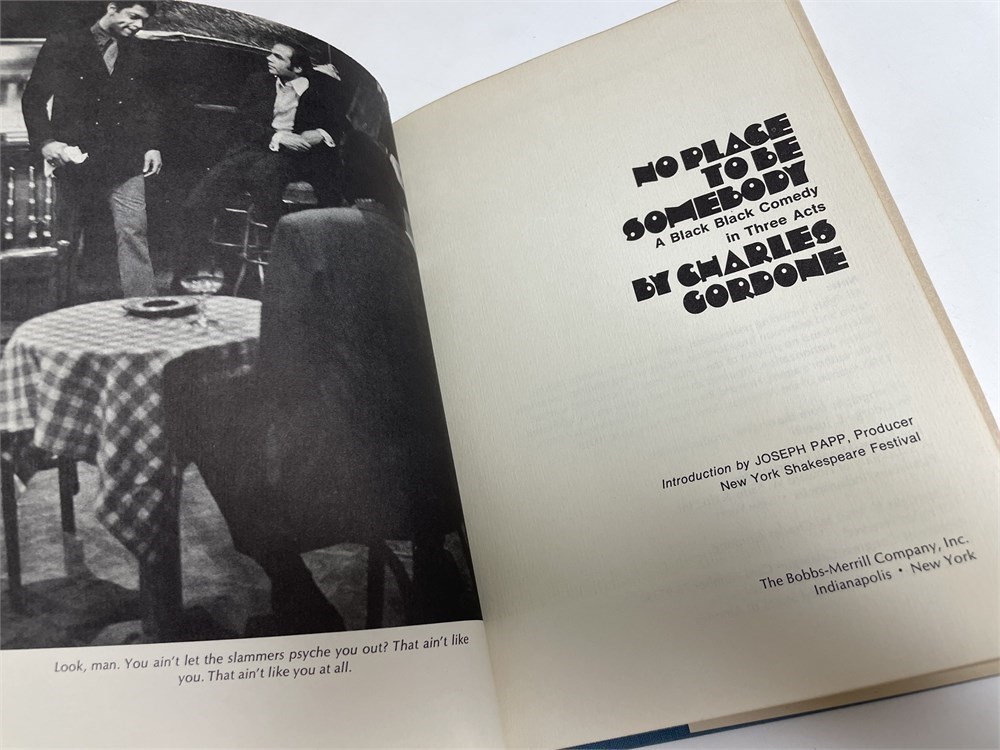 Look, man. You ain't let the slammers psyche you out? That ain't like
you. That ain't like you at all.
NO PLACE
TO BE
SOMEBODY
A Black Black Comedy
in Three Acts
BY CHARLES
GORDONE
Introduction by JOSEPH PAPP, Producer
New York Shakespeare Festival
The Bobbs-Merrill Company, Inc.
Indianapolis • New York